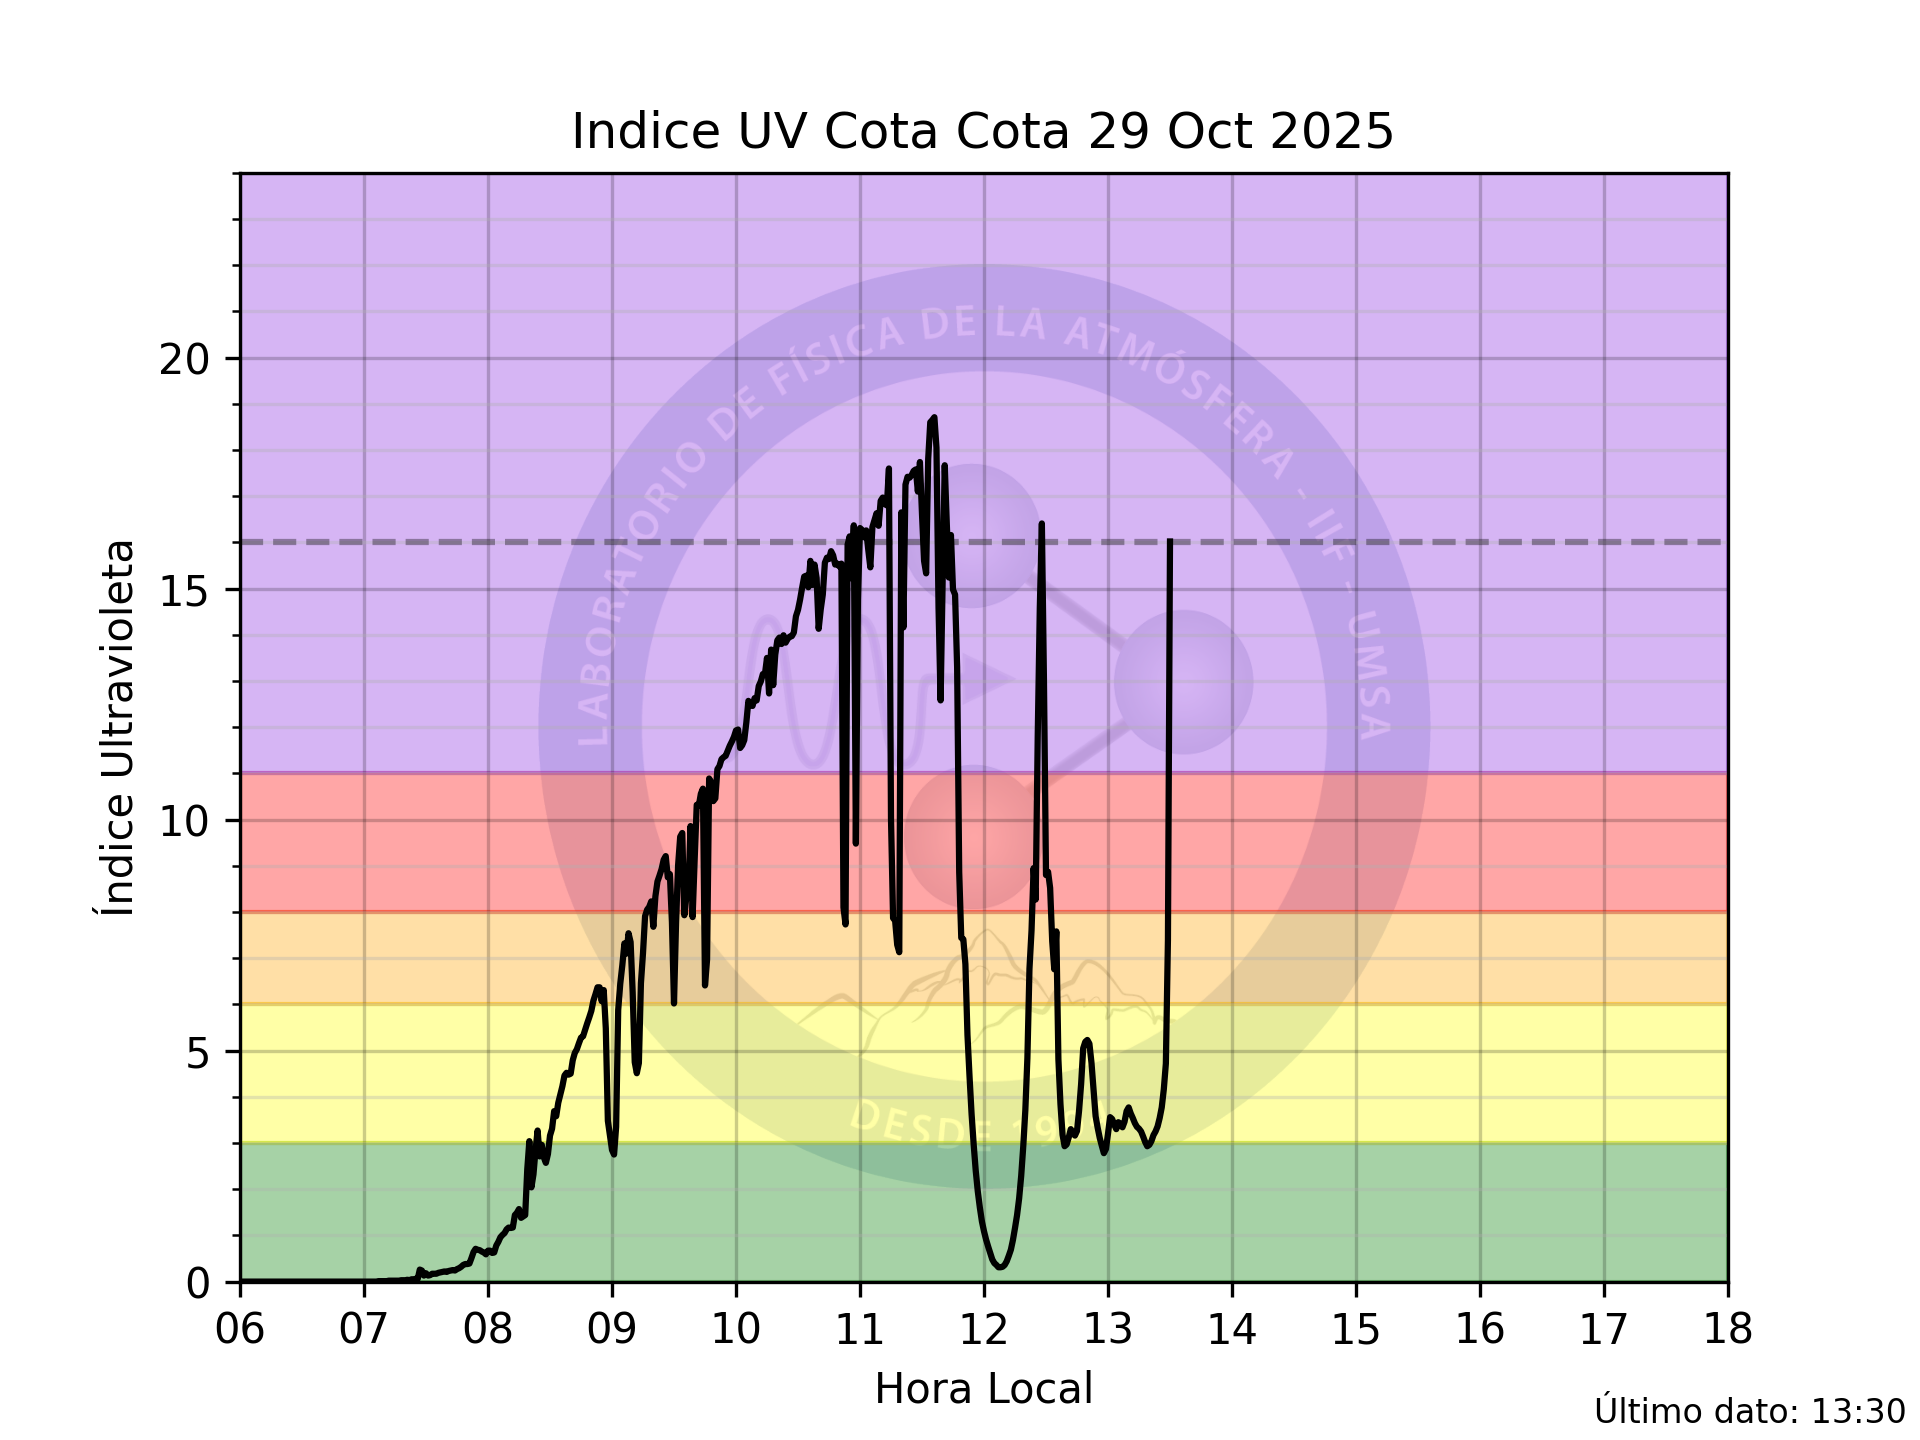 Indice UV Cota Cota 29 Oct 2025
Índice Ultravioleta
20
15
10
5
0
LABORATORIO DE FÍSICA DE LA ATMÓSFERA - IIF - UMSA
DESDE
06 07 08 09 10 11 12 13 14 15 16 17 18
Hora Local
Último dato: 13:30